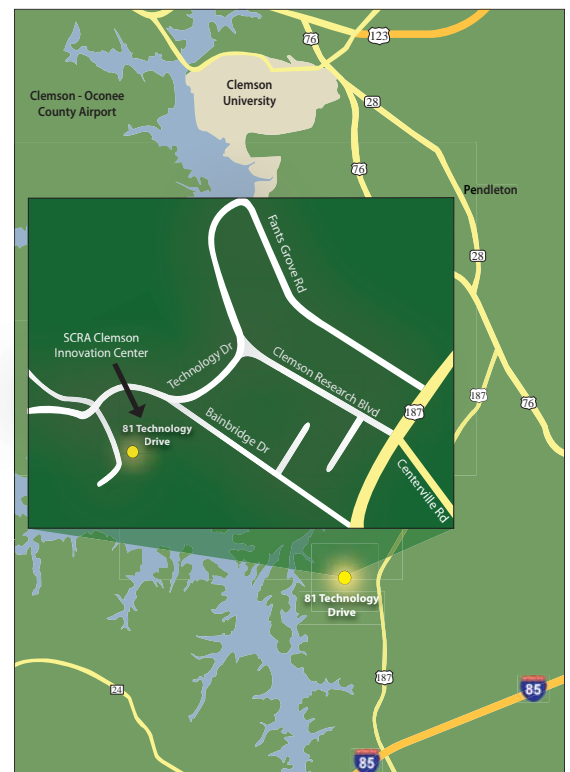 76
123
Clemson
University
Clemson - Oconee
County Airport
28
76
Pendleton
28
Fants Grove Rd
SCRA Clemson
Innovation Center
Technology Dr
Clemson Research Blvd
81 Technology
Drive
Bainbridge Dr
187
187
76
Centerville Rd
81 Technology
Drive
187
24
85
85